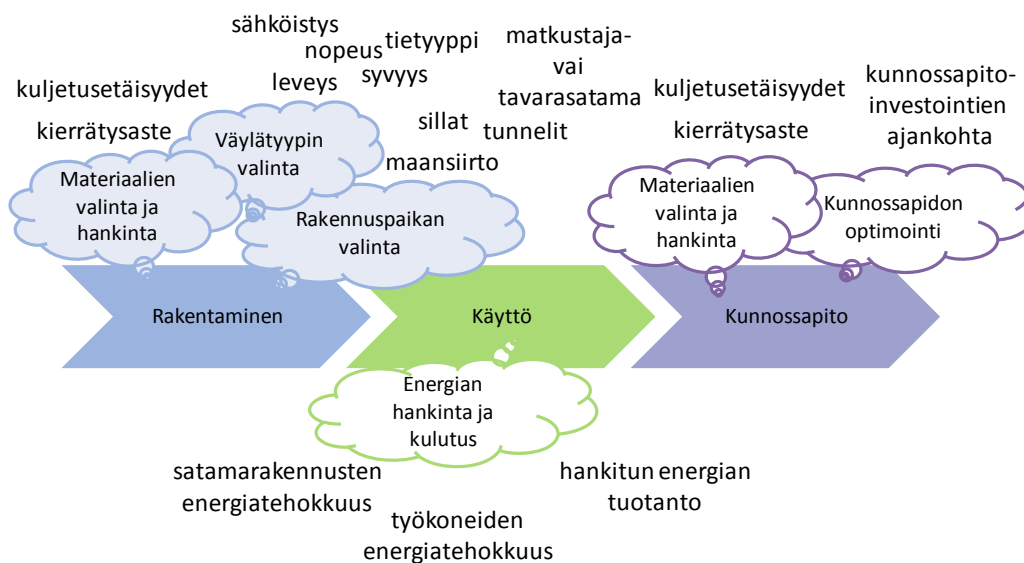 sähköistys
nopeus
tietyyppi
leveys
syvyys
matkustaja-
vai
tavarasatama
kuljetusetäisyydet
kierrätysaste
sillat
tunnelit
maansiirto
kuljetusetäisyydet
kierrätysaste
kunnossapito-
investointien
ajankohta
Väylätyypin
valinta
Materiaalien
valinta ja
hankinta
Rakennuspaikan
valinta
Materiaalien
valinta ja
hankinta
Kunnossapidon
optimointi
Rakentaminen
Käyttö
Kunnossapito
Energian
hankinta ja
kulutus
satamarakennusten
energiatehokkuus
työkoneiden
energiatehokkuus
hankitun energian
tuotanto